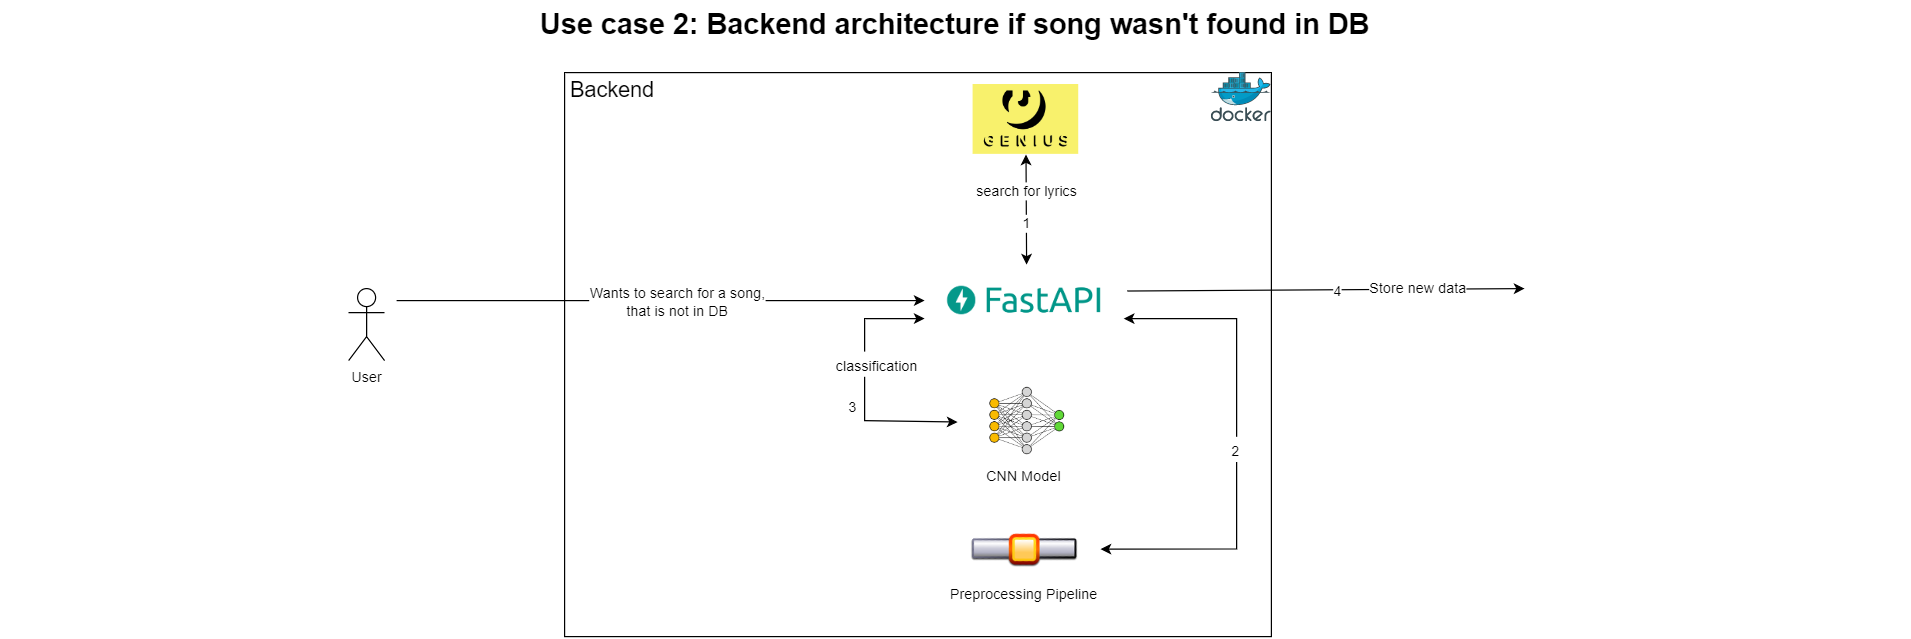 Use case 2: Backend architecture if song wasn't found in DB
Backend
docker
GENIUS
search for lyrics
1
Wants to search for a song,
that is not in DB
FastAPI
4
Store new data
User
classification
3
2
CNN Model
Preprocessing Pipeline